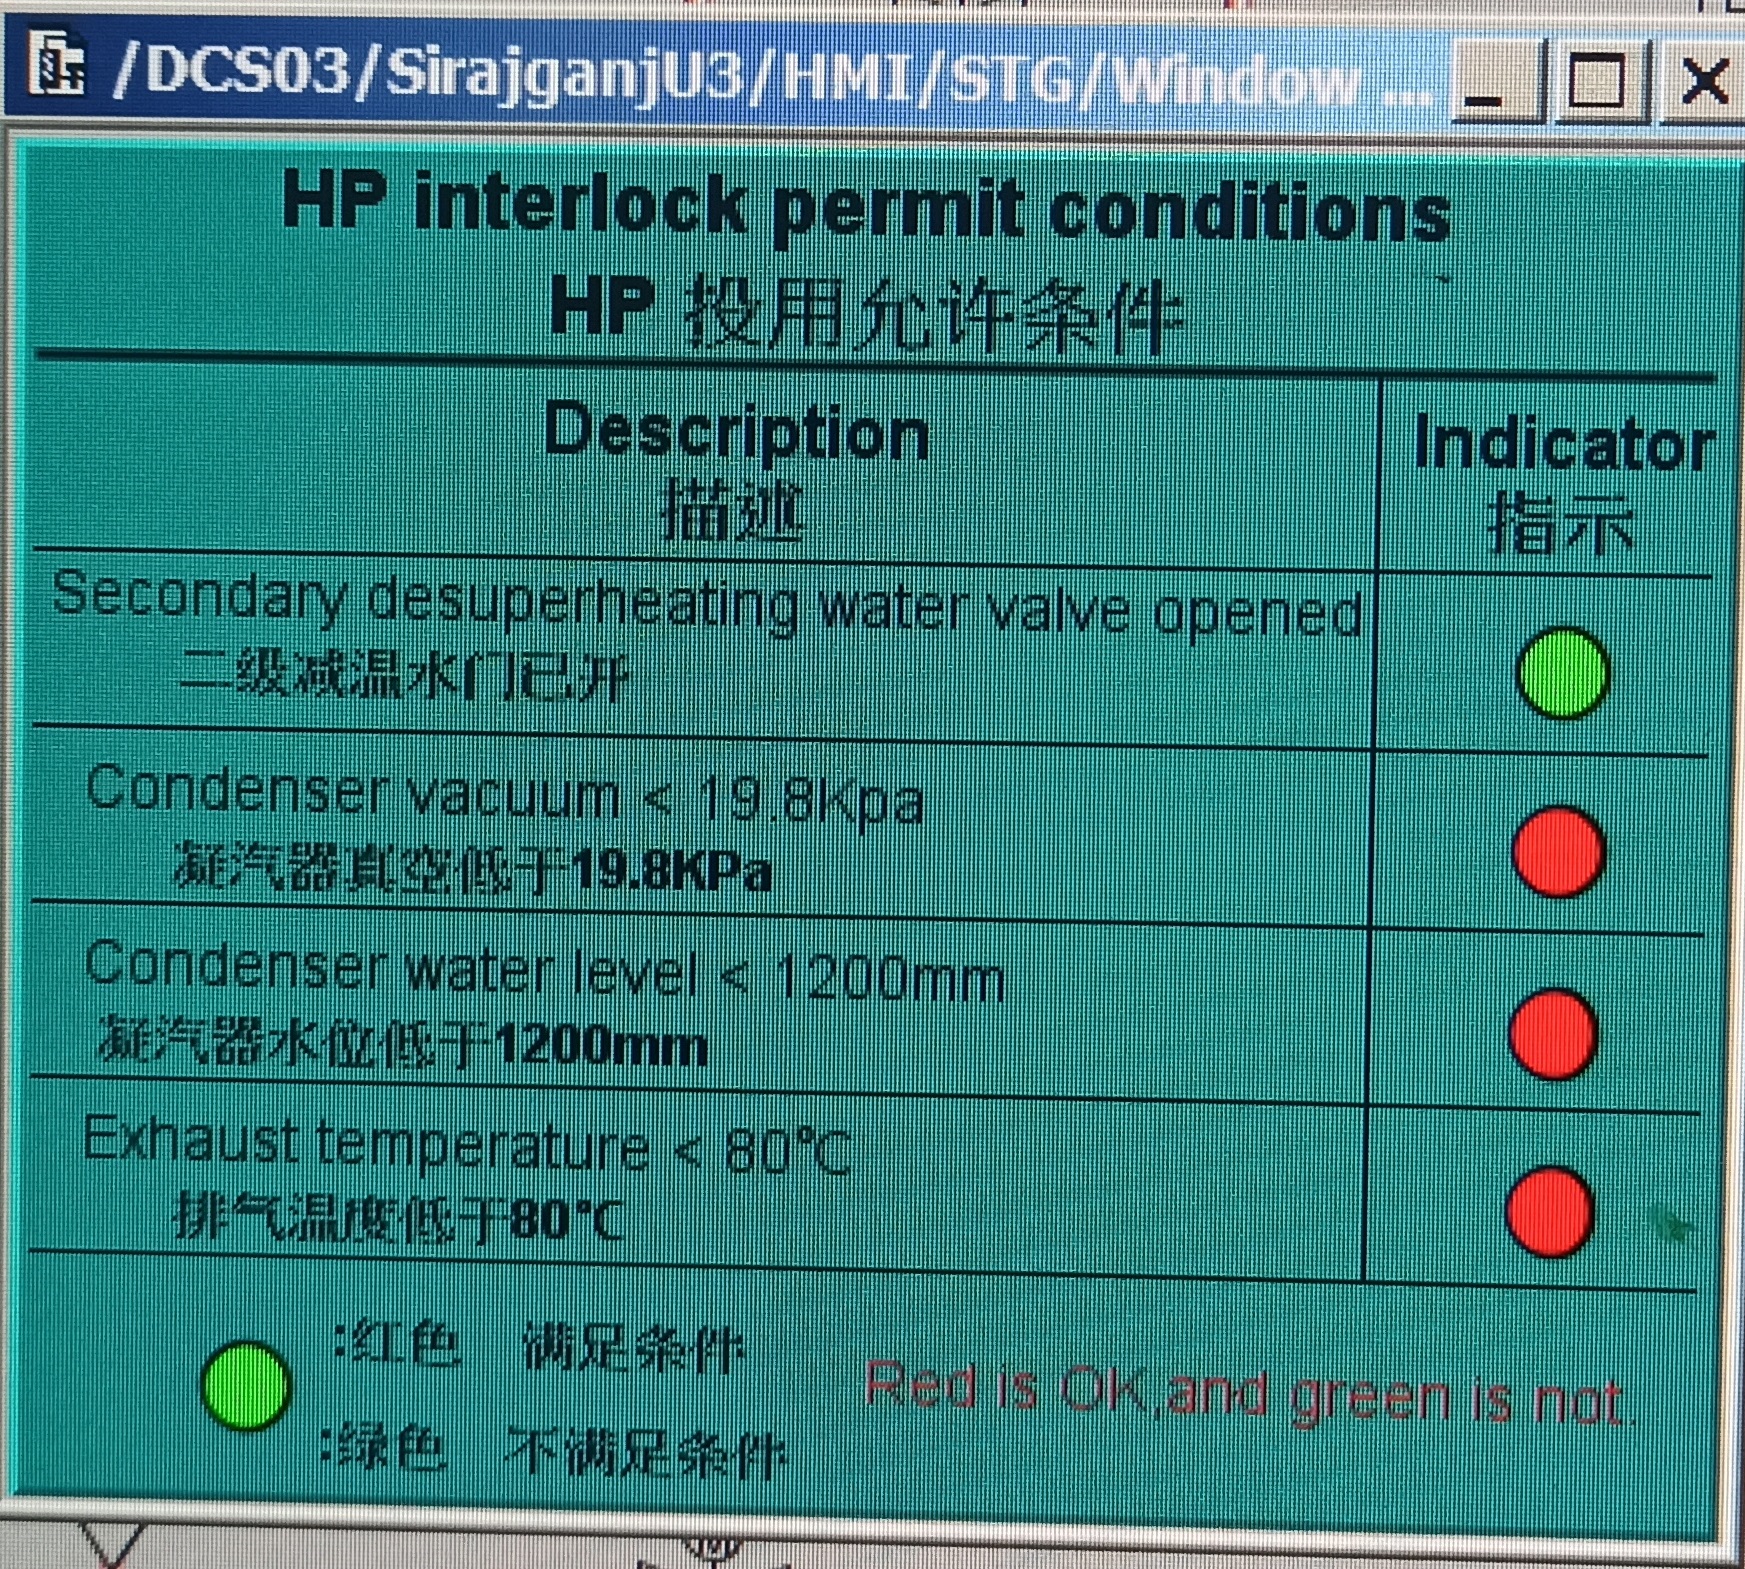 /DCS03/SirajganjU3/HMI/STG/Window ...
HP interlock permit conditions
HP 投用允许条件
Description
描述
Indicator
指示
Secondary desuperheating water valve opened
二级减温水门已开
Condenser vacuum < 19.8Kpa
凝汽器真空低于19.8KPa
Condenser water level < 1200mm
凝汽器水位低于1200mm
Exhaust temperature < 80℃
排气温度低于80℃
:红色 满足条件
Red is OK,and green is not.
:绿色 不满足条件